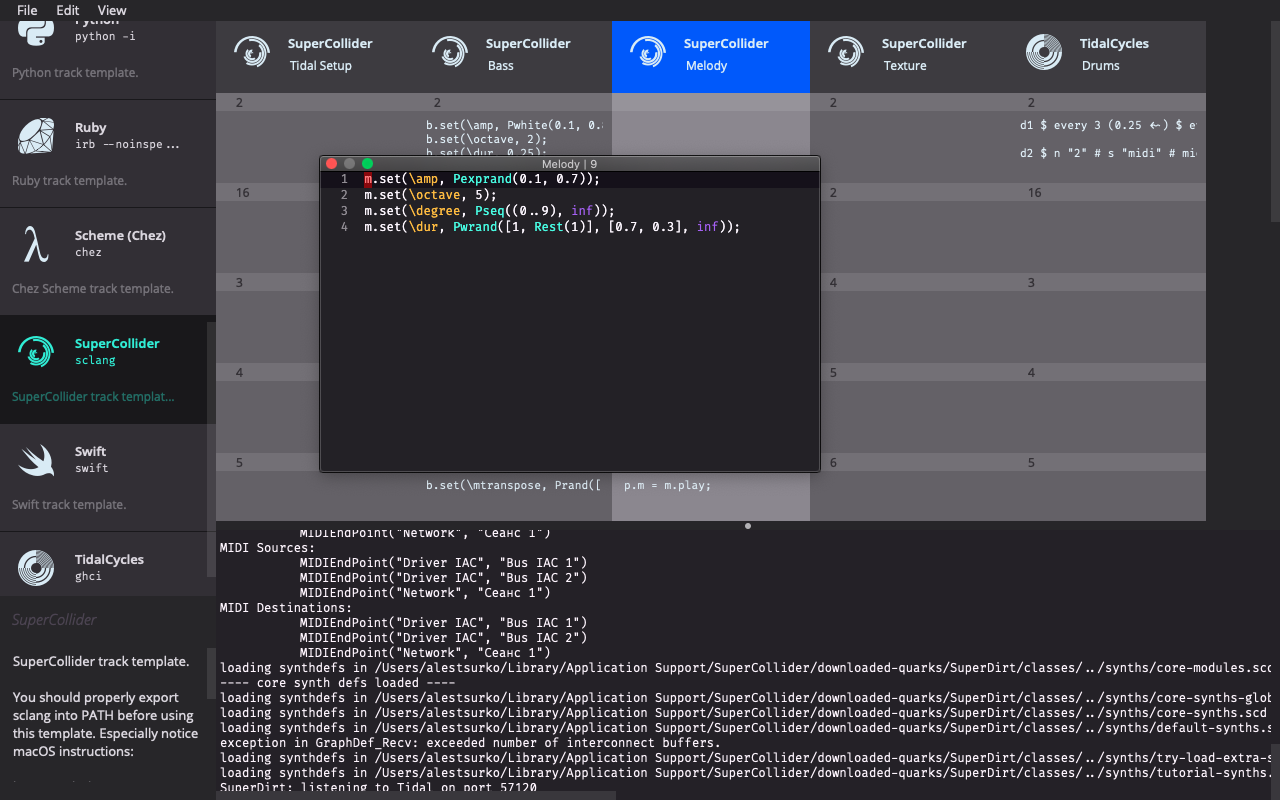 File Edit View
Python
python -i
Python track template.
Ruby
irb --noinspe ...
Ruby track template.
Scheme (Chez)
chez
Chez Scheme track template.
SuperCollider
sclang
SuperCollider track templat...
Swift
swift
Swift track template.
TidalCycles
ghci
SuperCollider
SuperCollider track template.
You should properly export
sclang into PATH before using
this template. Especially notice
macOS instructions:
SuperCollider
Tidal Setup
SuperCollider
Bass
SuperCollider
Melody
SuperCollider
Texture
TidalCycles
Drums
2 2 2 2
b.set(\amp, Pwhite(0.1, 0.
b.set(\octave, 2);
b.set(\dur, 0.25);
d1 $ every 3 (0.25 <~) $ e
d2 $ n "2" # s "midi" # mi
16 2 16
3 4 3
4 5 4
5 6 5
b.set(\mtranspose, Prand([
p.m = m.play;
Melody | 9
1 m.set(\amp, Pexprand(0.1, 0.7));
2 m.set(\octave, 5);
3 m.set(\degree, Pseq((0..9), inf));
4 m.set(\dur, Pwrand([1, Rest(1)], [0.7, 0.3], inf));
MIDIEndPoint("Network", "Сеанс 1")
MIDI Sources:
MIDIEndPoint("Driver IAC", "Bus IAC 1")
MIDIEndPoint("Driver IAC", "Bus IAC 2")
MIDIEndPoint("Network", "Сеанс 1")
MIDI Destinations:
MIDIEndPoint("Driver IAC", "Bus IAC 1")
MIDIEndPoint("Driver IAC", "Bus IAC 2")
MIDIEndPoint("Network", "Сеанс 1")
loading synthdefs in /Users/alestsurko/Library/Application Support/SuperCollider/downloaded-quarks/SuperDirt/classes/../synths/core-modules.scd
---- core synth defs loaded ----
loading synthdefs in /Users/alestsurko/Library/Application Support/SuperCollider/downloaded-quarks/SuperDirt/classes/../synths/core-synths-glob
loading synthdefs in /Users/alestsurko/Library/Application Support/SuperCollider/downloaded-quarks/SuperDirt/classes/../synths/core-synths.scd
loading synthdefs in /Users/alestsurko/Library/Application Support/SuperCollider/downloaded-quarks/SuperDirt/classes/../synths/default-synths.s
exception in GraphDef_Recv: exceeded number of interconnect buffers.
loading synthdefs in /Users/alestsurko/Library/Application Support/SuperCollider/downloaded-quarks/SuperDirt/classes/../synths/try-load-extra-s
loading synthdefs in /Users/alestsurko/Library/Application Support/SuperCollider/downloaded-quarks/SuperDirt/classes/../synths/tutorial-synths.
SuperDirt: listening to Tidal on port 57120